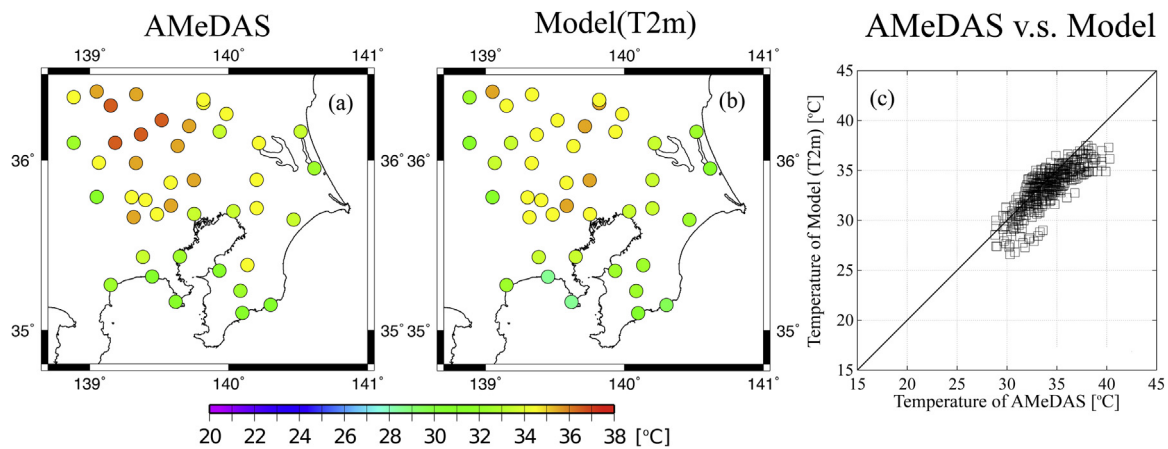 AMeDAS
Model(T2m)
AMeDAS v.s. Model
139˚ 140˚ 141˚
139˚ 140˚ 141˚
(a)
(b)
(c)
36˚
35˚
36˚
35˚
36˚
35˚
139˚ 140˚ 141˚
139˚ 140˚ 141˚
20 22 24 26 28 30 32 34 36 38 [°C]
Temperature of Model (T2m) [°C]
45
40
35
30
25
20
15
15 20 25 30 35 40 45
Temperature of AMeDAS [°C]